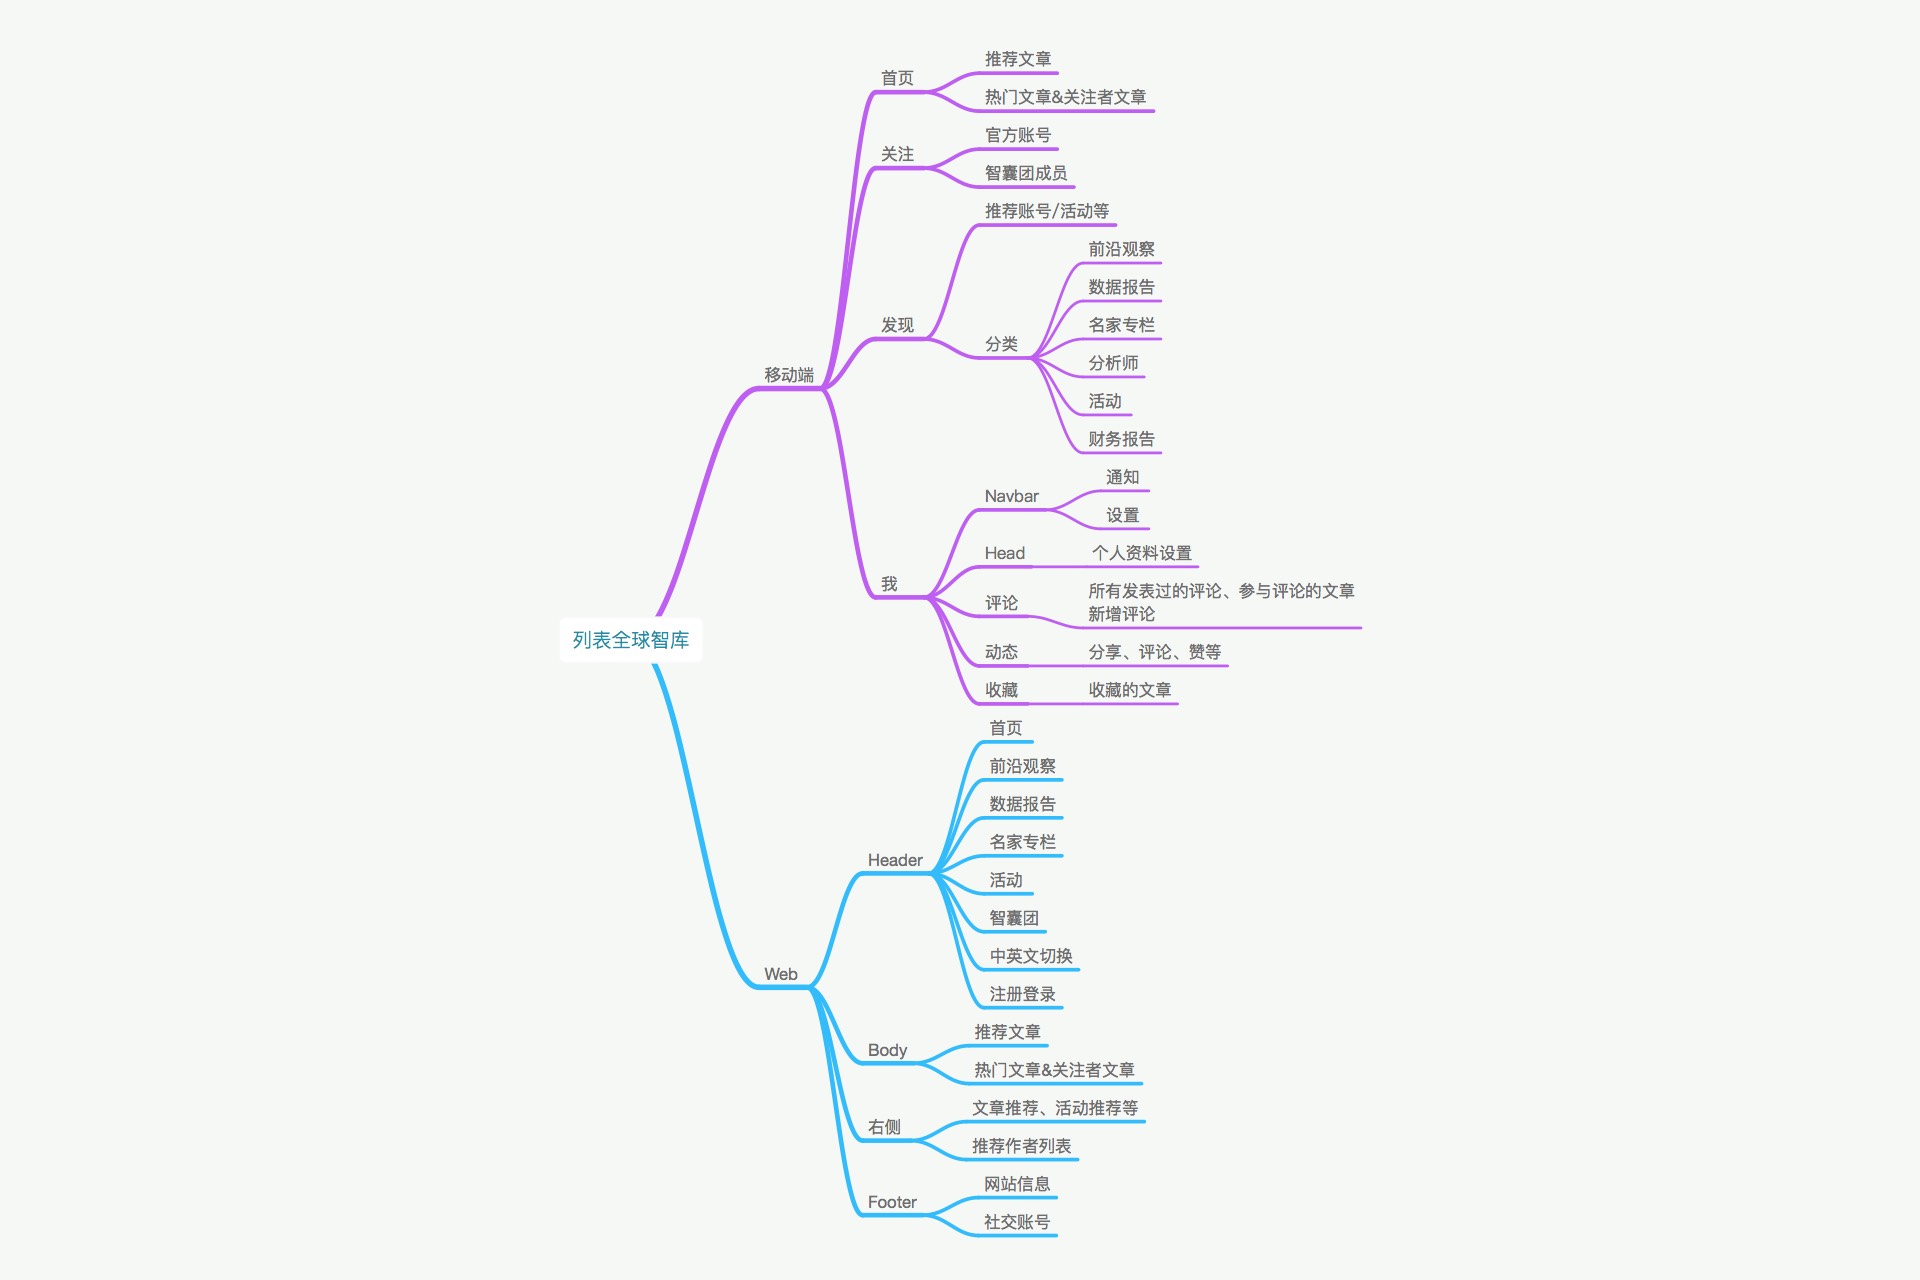 列表全球智库
移动端
首页
推荐文章
热门文章&关注者文章
关注
官方账号
智囊团成员
发现
推荐账号/活动等
分类
前沿观察
数据报告
名家专栏
分析师
活动
财务报告
我
Navbar
通知
设置
Head
个人资料设置
评论
所有发表过的评论、参与评论的文章
新增评论
动态
分享、评论、赞等
收藏
收藏的文章
Web
Header
首页
前沿观察
数据报告
名家专栏
活动
智囊团
中英文切换
注册登录
Body
推荐文章
热门文章&关注者文章
右侧
文章推荐、活动推荐等
推荐作者列表
Footer
网站信息
社交账号